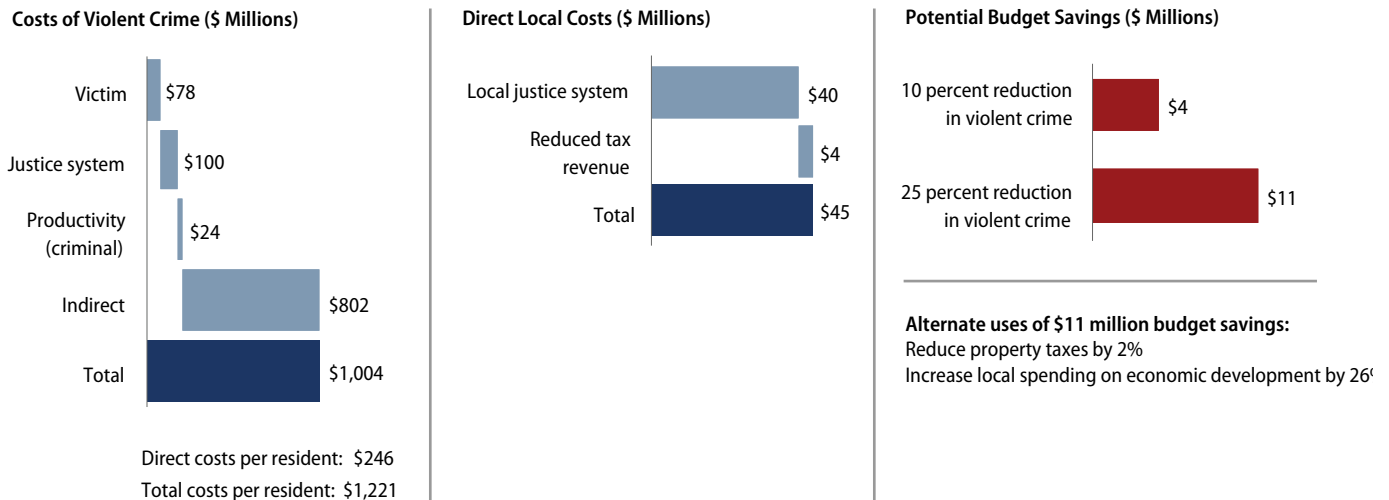 Costs of Violent Crime ($ Millions)
Victim
$78
Justice system
$100
Productivity
(criminal)
$24
Indirect
$802
Total
$1,004
Direct costs per resident: $246
Total costs per resident: $1,221
Direct Local Costs ($ Millions)
Local justice system
$40
Reduced tax
revenue
$4
Total
$45
Potential Budget Savings ($ Millions)
10 percent reduction
in violent crime
$4
25 percent reduction
in violent crime
$11
Alternate uses of $11 million budget savings:
Reduce property taxes by 2%
Increase local spending on economic development by 26